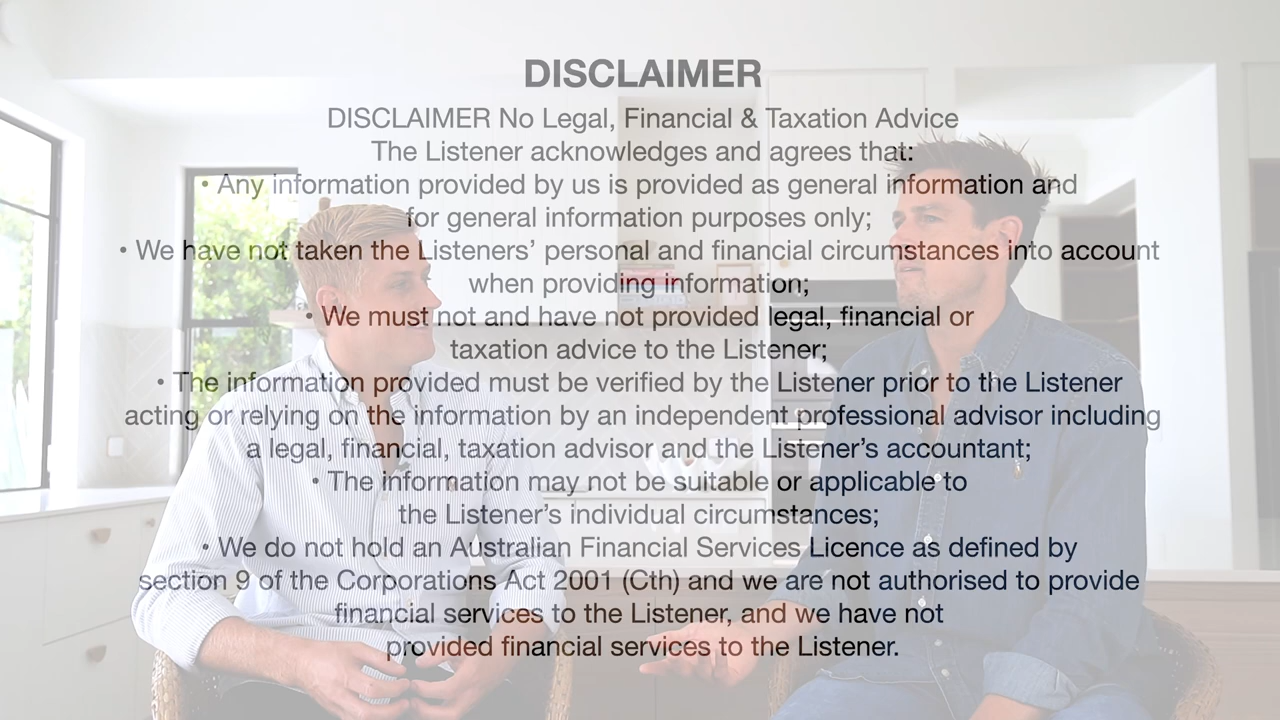 DISCLAIMER
DISCLAIMER No Legal, Financial & Taxation Advice
The Listener acknowledges and agrees that:
• Any information provided by us is provided as general information and
for general information purposes only;
• We have not taken the Listeners’ personal and financial circumstances into account
when providing information;
• We must not and have not provided legal, financial or
taxation advice to the Listener;
• The information provided must be verified by the Listener prior to the Listener
acting or relying on the information by an independent professional advisor including
a legal, financial, taxation advisor and the Listener’s accountant;
• The information may not be suitable or applicable to
the Listener’s individual circumstances;
• We do not hold an Australian Financial Services Licence as defined by
section 9 of the Corporations Act 2001 (Cth) and we are not authorised to provide
financial services to the Listener, and we have not
provided financial services to the Listener.